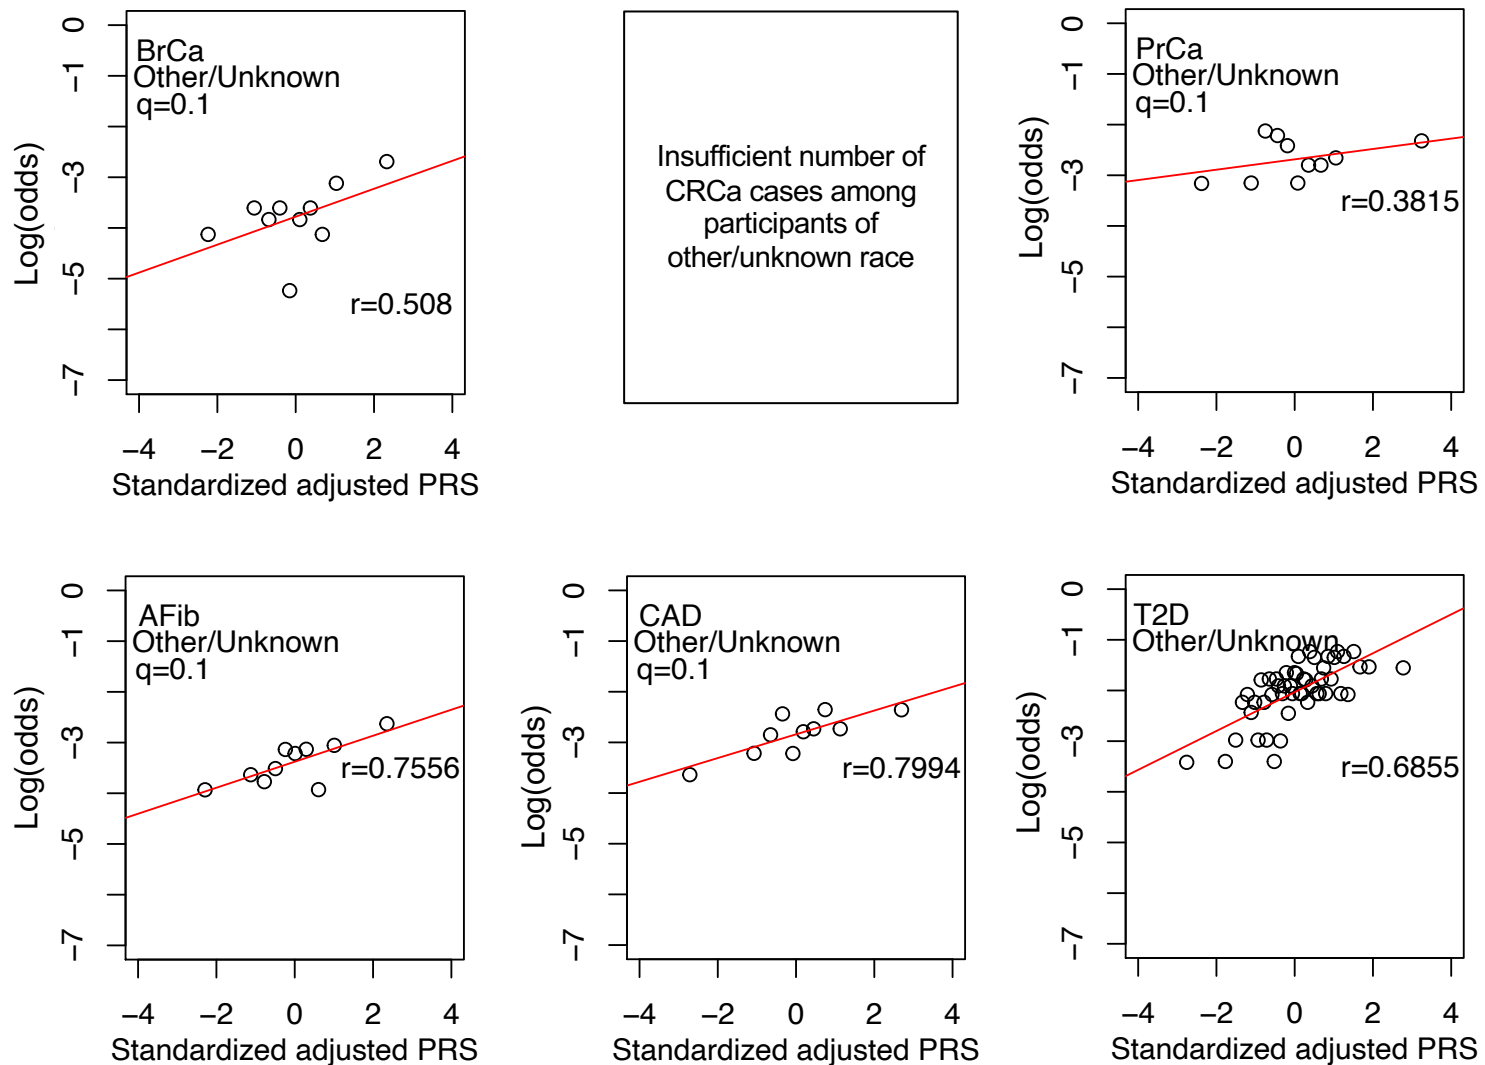 BrCa
Other/Unknown
q=0.1
r=0.508
Log(odds)
0
−1
−3
−5
−7
−4 −2 0 2 4
Standardized adjusted PRS
Insufficient number of
CRCa cases among
participants of
other/unknown race
PrCa
Other/Unknown
q=0.1
r=0.3815
Log(odds)
0
−1
−3
−5
−7
−4 −2 0 2 4
Standardized adjusted PRS
AFib
Other/Unknown
q=0.1
r=0.7556
Log(odds)
0
−1
−3
−5
−7
−4 −2 0 2 4
Standardized adjusted PRS
CAD
Other/Unknown
q=0.1
r=0.7994
Log(odds)
0
−1
−3
−5
−7
−4 −2 0 2 4
Standardized adjusted PRS
T2D
Other/Unknown
r=0.6855
Log(odds)
0
−1
−3
−5
−7
−4 −2 0 2 4
Standardized adjusted PRS